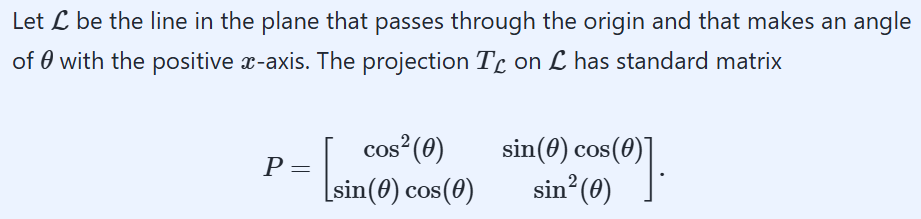 Let ℒ be the line in the plane that passes through the origin and that makes an angle
of θ with the positive x-axis. The projection T_ℒ on ℒ has standard matrix
P = [ cos²(θ) sin(θ) cos(θ)
sin(θ) cos(θ) sin²(θ) ].